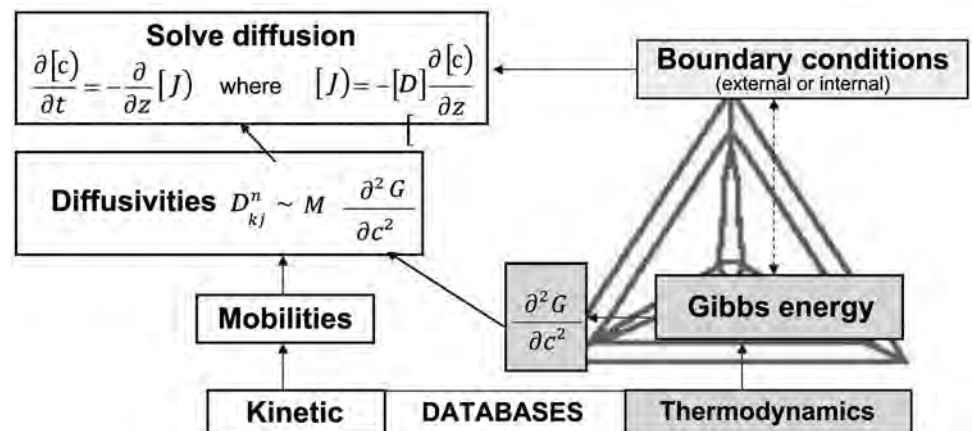 Solve diffusion
∂[c)/∂t = -∂/∂z [J) where [J) = -[D] ∂[c)/∂z
[
Boundary conditions
(external or internal)
Diffusivities D^n_kj ~ M ∂²G/∂c²
∂²G/∂c²
Gibbs energy
Mobilities
Kinetic DATABASES Thermodynamics